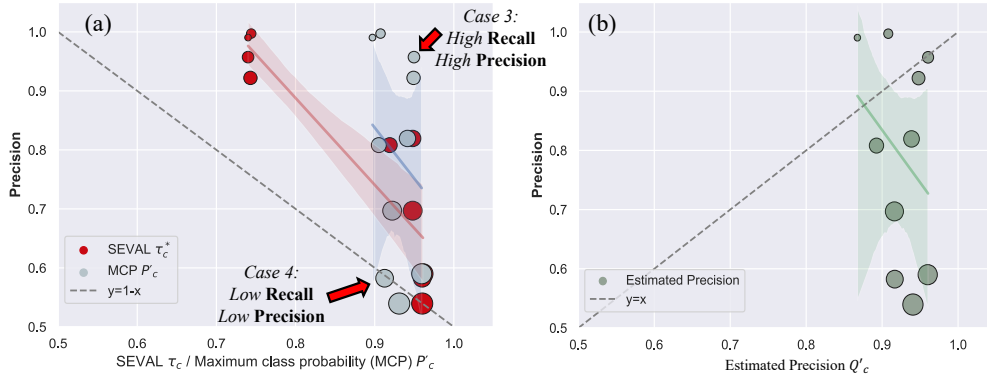 (a)
Case 3:
High Recall
High Precision
1.0
0.9
0.8
0.7
0.6
0.5
Precision
SEVAL τ*c
MCP P′c
y=1-x
Case 4:
Low Recall
Low Precision
0.5
0.6
0.7
0.8
0.9
1.0
SEVAL τc / Maximum class probability (MCP) P′c
(b)
1.0
0.9
0.8
0.7
0.6
0.5
Precision
Estimated Precision
y=x
0.5
0.6
0.7
0.8
0.9
1.0
Estimated Precision Q′c